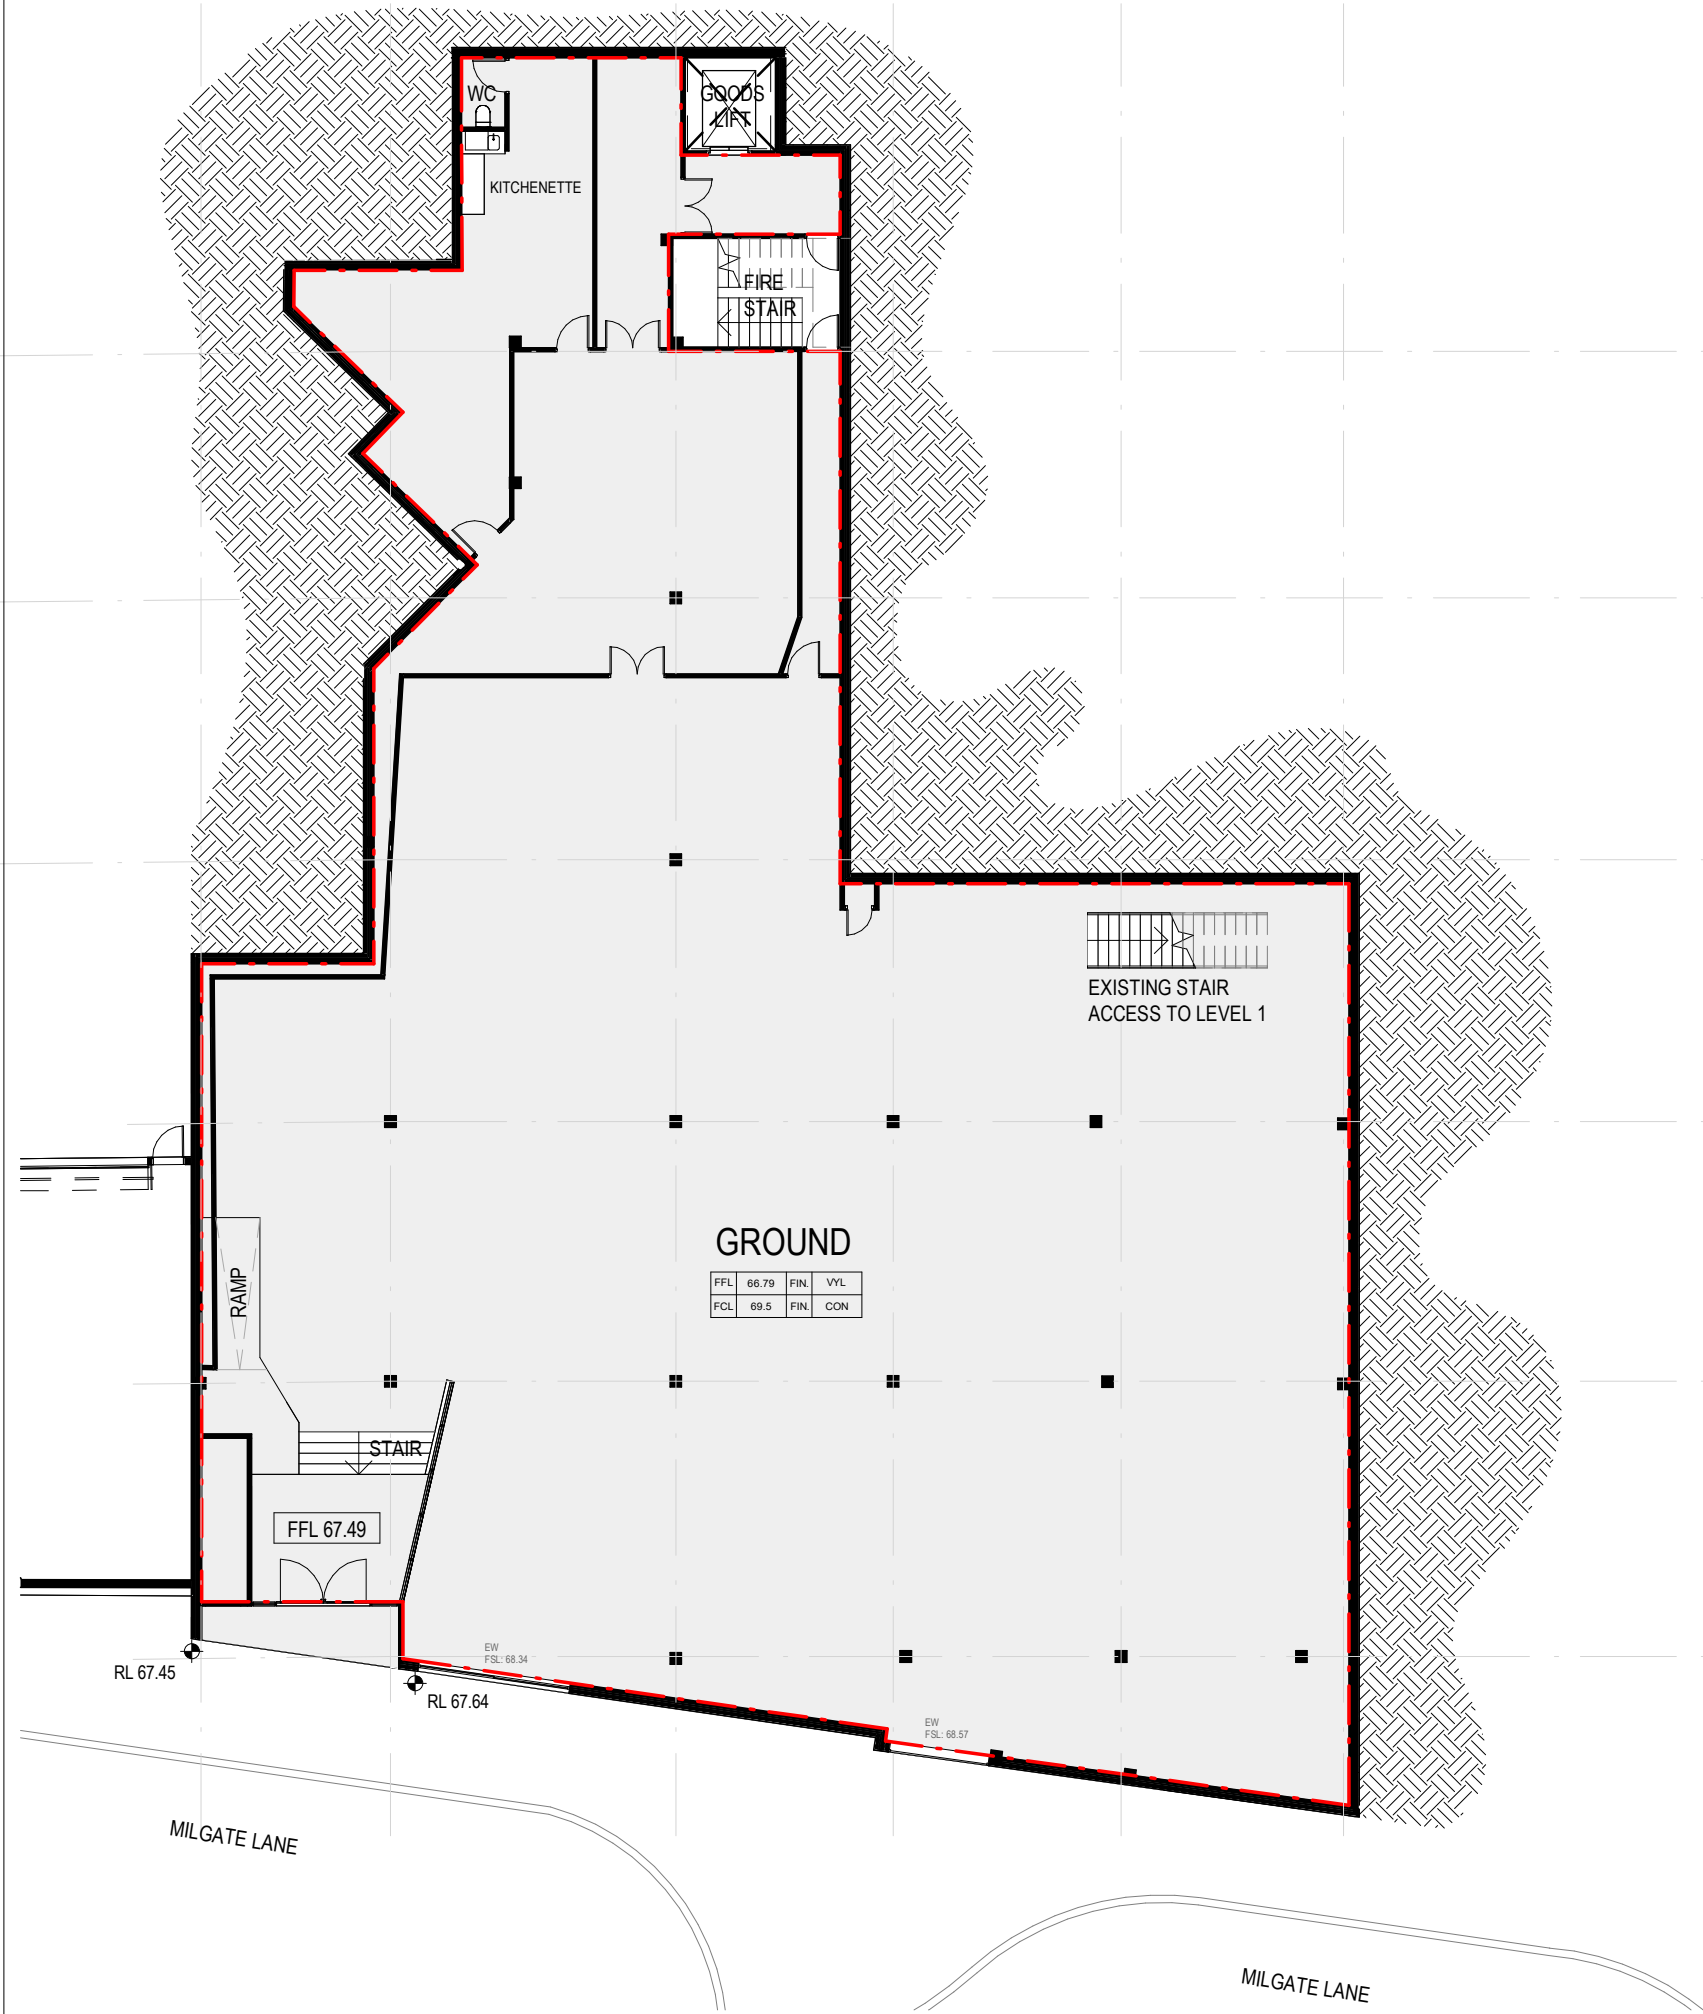 WC
GOODS
LIFT
KITCHENETTE
FIRE
STAIR
EXISTING STAIR
ACCESS TO LEVEL 1
GROUND
FFL 66.79 FIN. VYL
FCL 69.5 FIN. CON
RAMP
STAIR
FFL 67.49
EW
FSL: 68.34
RL 67.45
RL 67.64
EW
FSL: 68.57
MILGATE LANE
MILGATE LANE